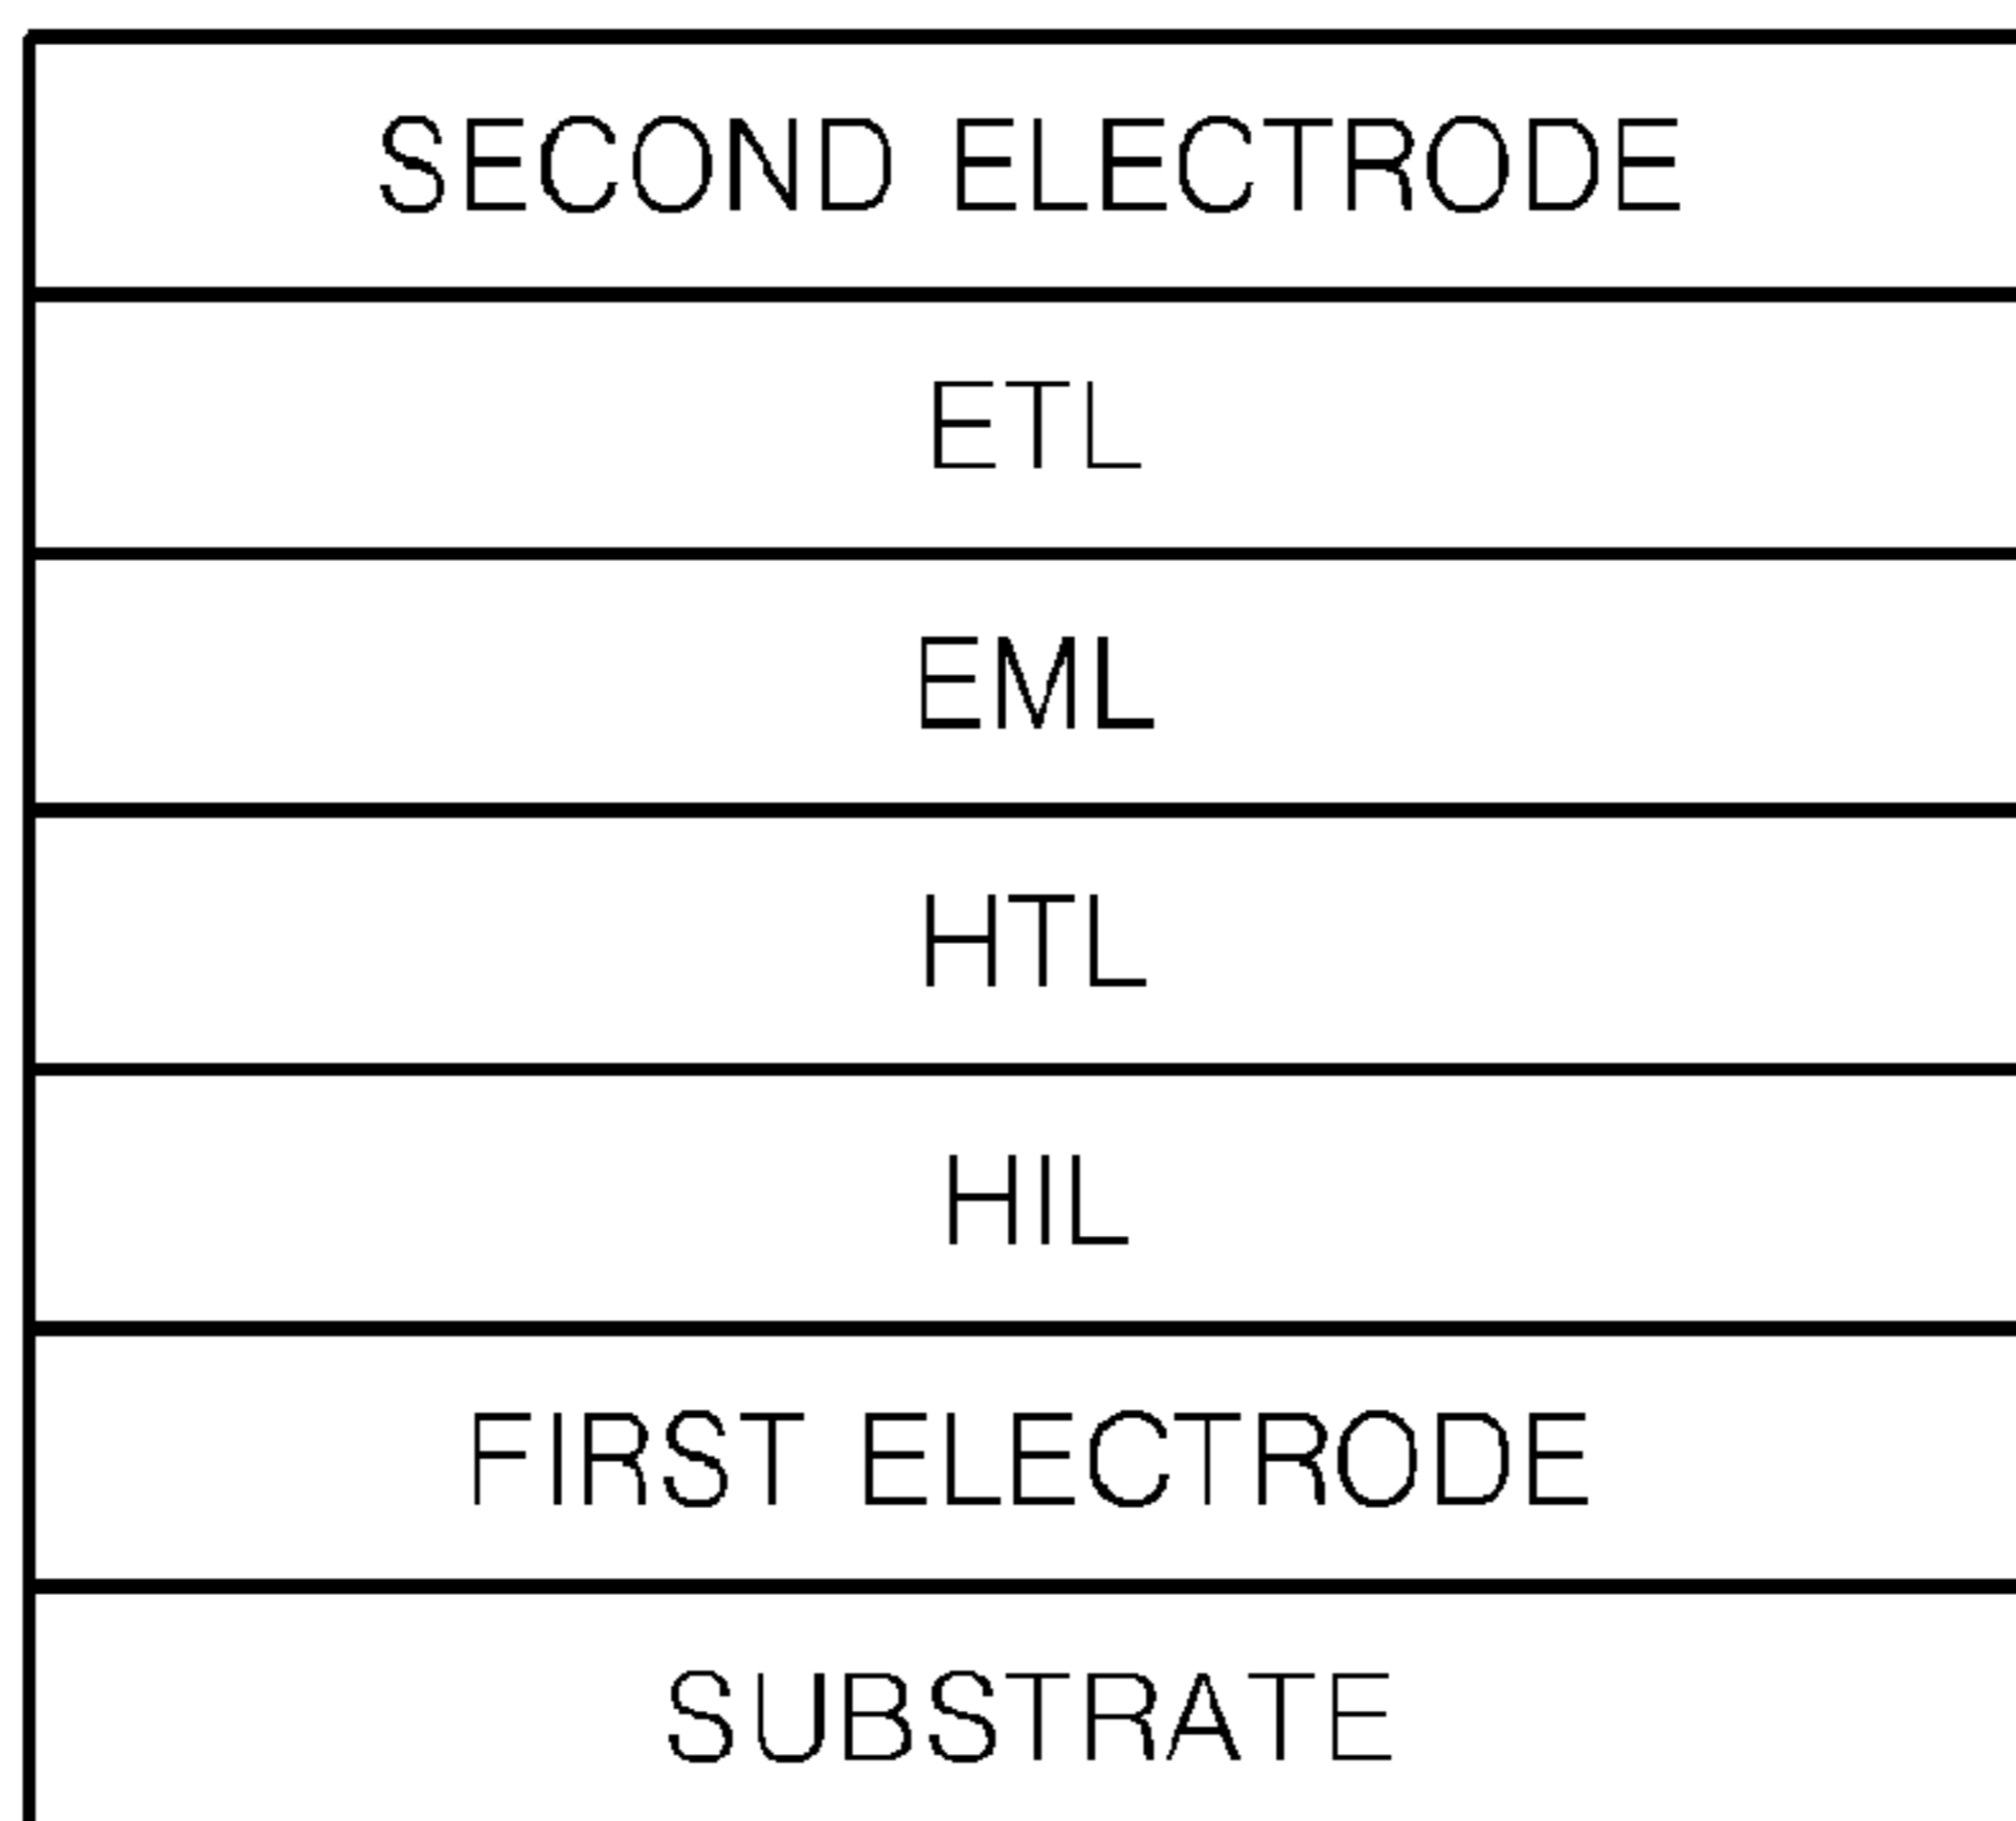 SECOND ELECTRODE
ETL
EML
HTL
HIL
FIRST ELECTRODE
SUBSTRATE